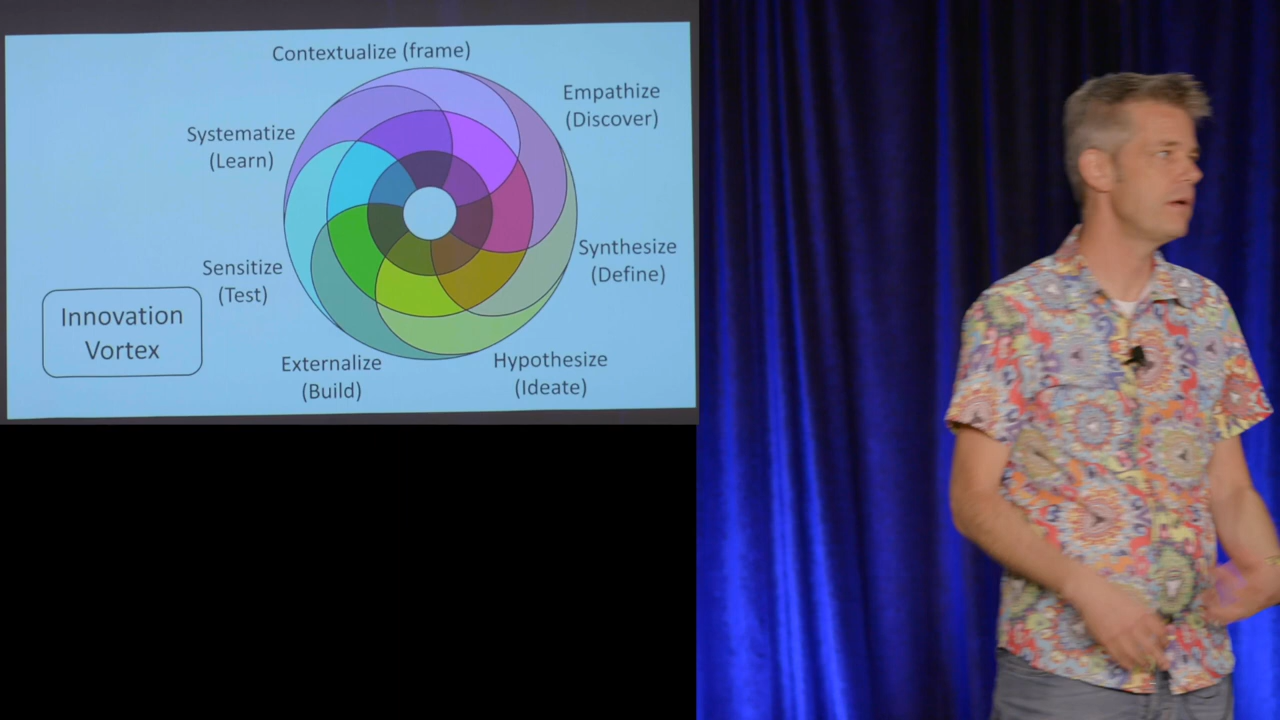 Contextualize (frame)
Empathize
(Discover)
Systematize
(Learn)
Synthesize
(Define)
Sensitize
(Test)
Innovation
Vortex
Externalize
(Build)
Hypothesize
(Ideate)